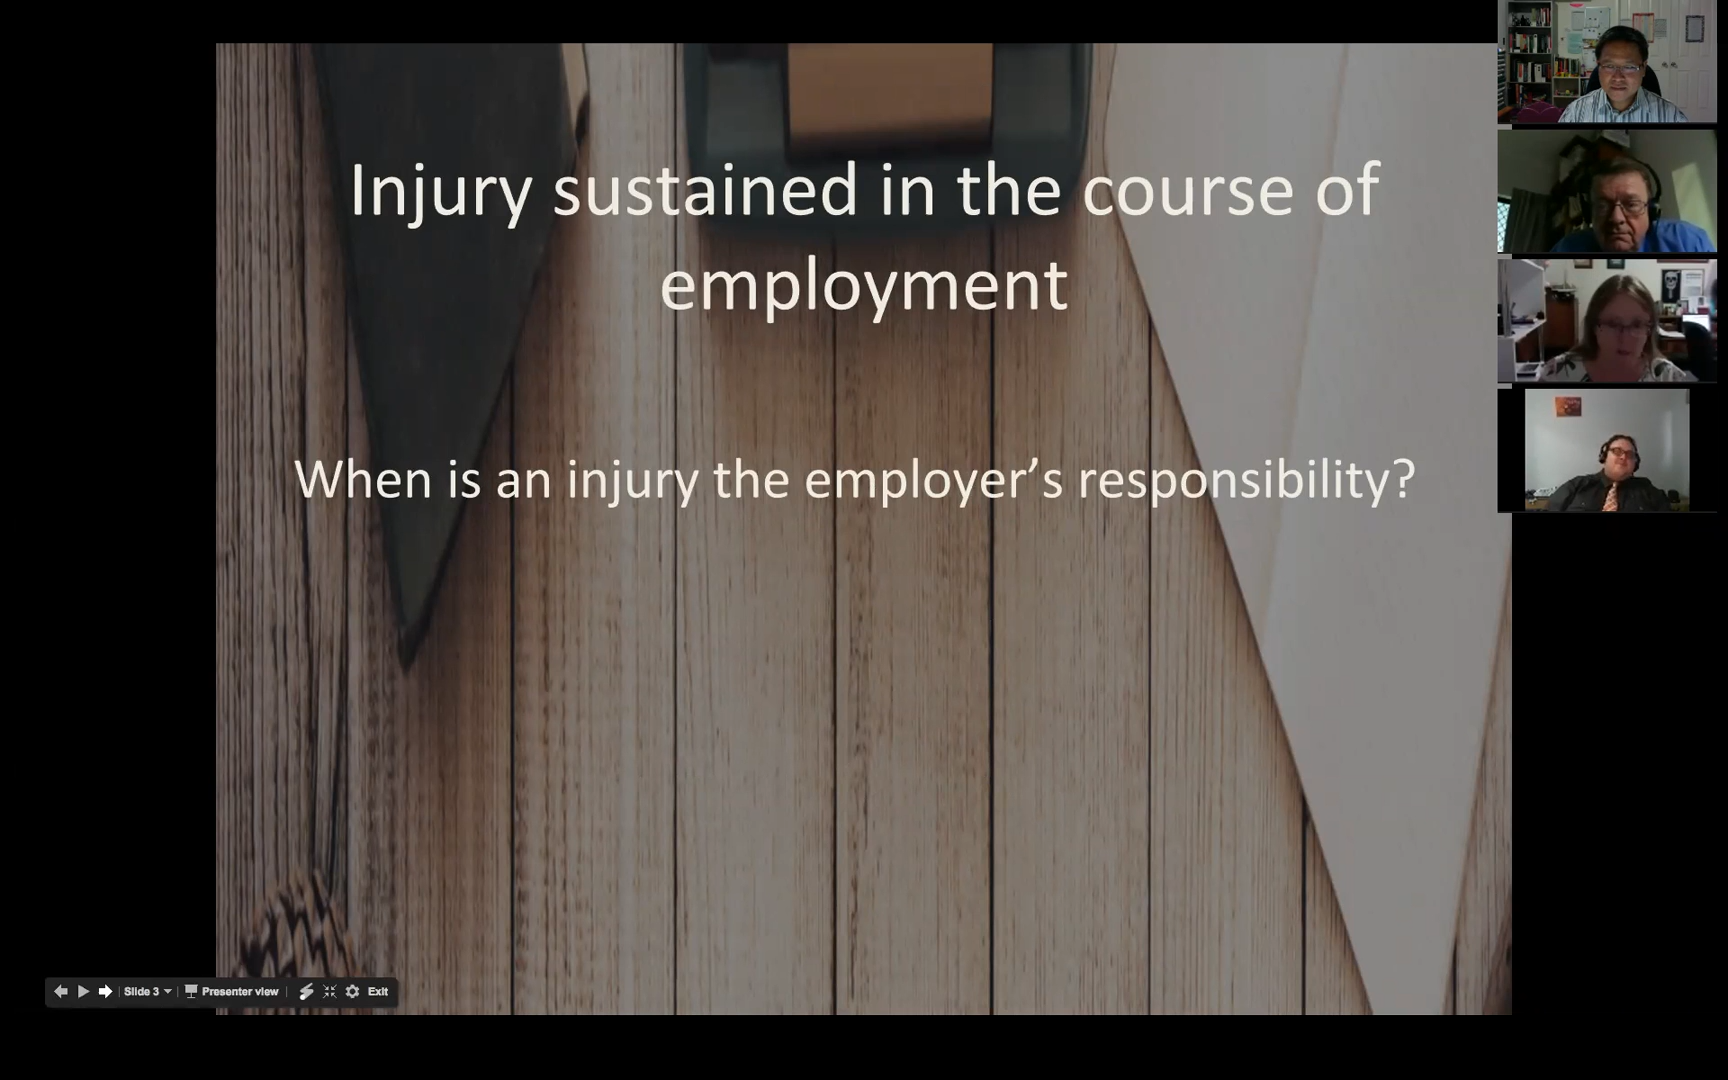 Injury sustained in the course of
employment
When is an injury the employer’s responsibility?
Slide 3
Presenter view
Exit